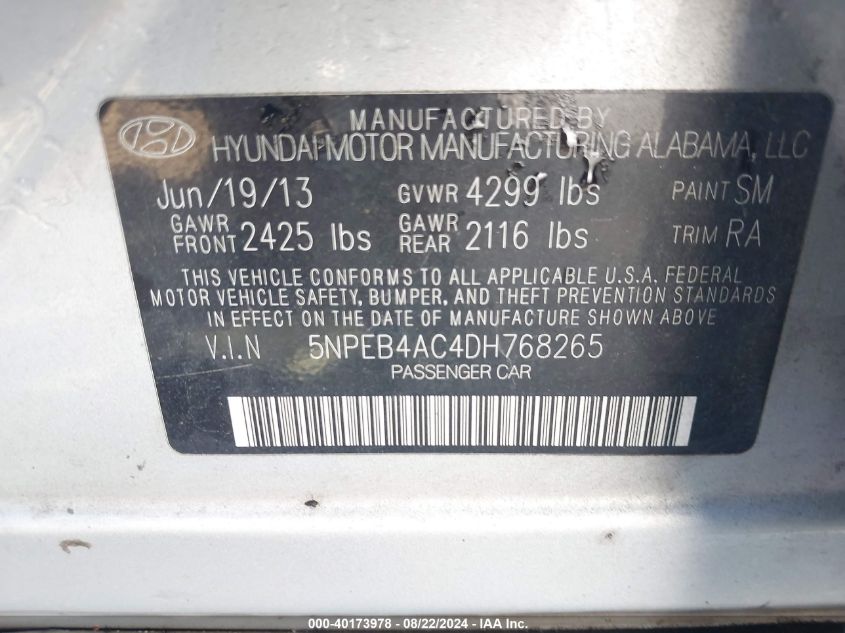 MANUFACTURED BY
HYUNDAI MOTOR MANUFACTURING ALABAMA, LLC
Jun/19/13 GVWR 4299 lbs PAINT SM
GAWR FRONT 2425 lbs GAWR REAR 2116 lbs TRIM RA
THIS VEHICLE CONFORMS TO ALL APPLICABLE U.S.A. FEDERAL
MOTOR VEHICLE SAFETY, BUMPER, AND THEFT PREVENTION STANDARDS
IN EFFECT ON THE DATE OF MANUFACTURE SHOWN ABOVE
V.I.N 5NPEB4AC4DH768265
PASSENGER CAR
000-40173978 - 08/22/2024 - IAA Inc.